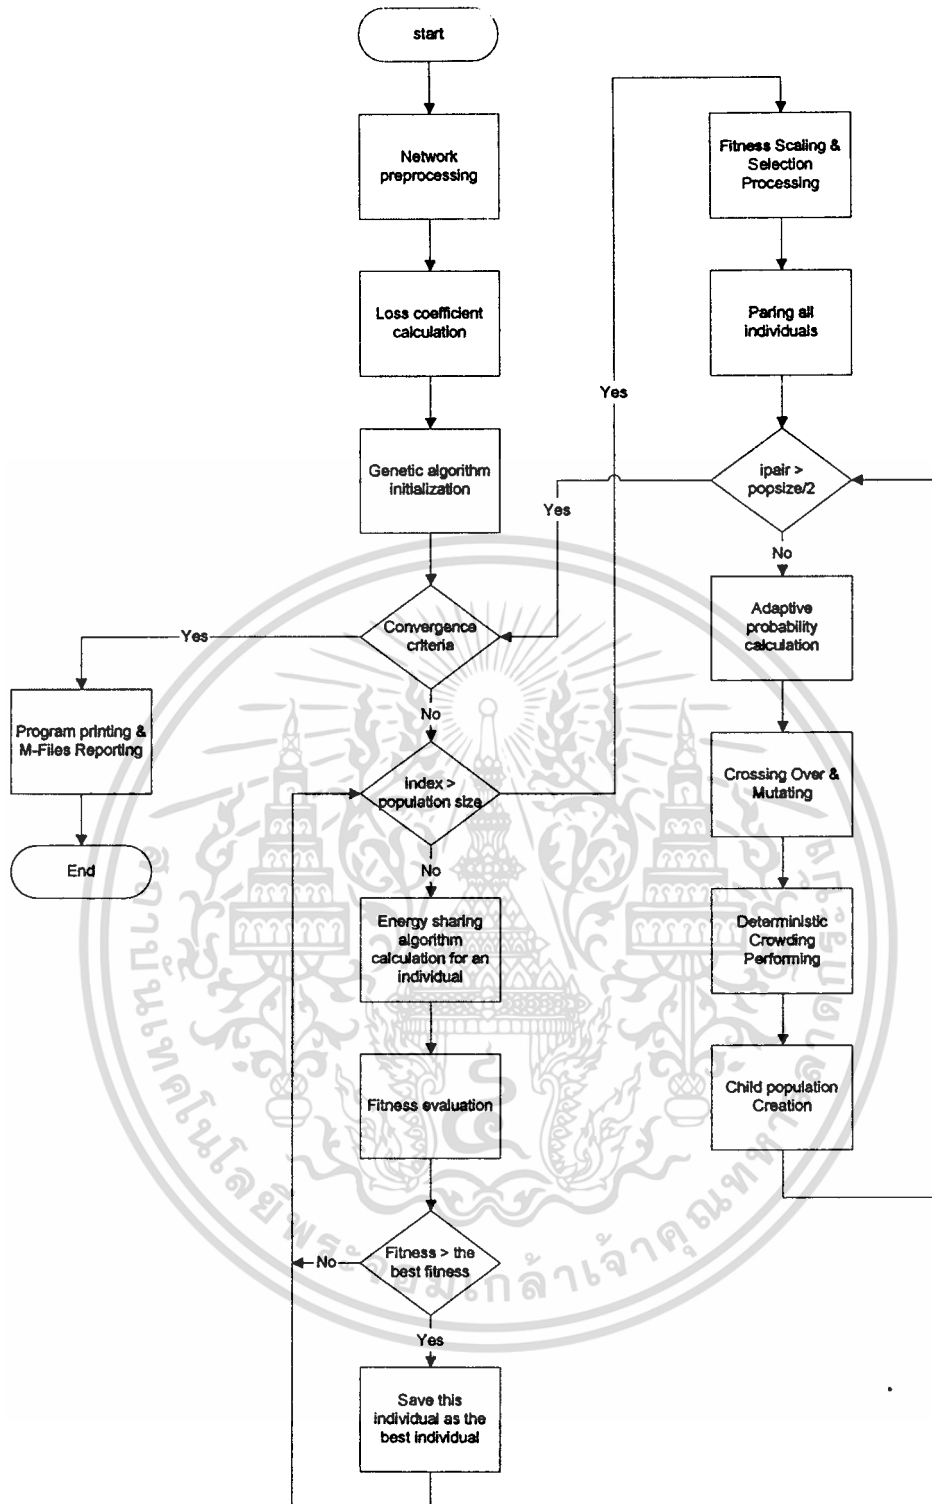 start
Network
preprocessing
Loss coefficient
calculation
Genetic algorithm
initialization
Convergence
criteria
Yes
Program printing &
M-Files Reporting
End
No
index >
population size
No
Energy sharing
algorithm
calculation for an
individual
Fitness evaluation
Fitness > the
best fitness
No
Yes
Save this
individual as the
best individual
Yes
Fitness Scaling &
Selection
Processing
Paring all
individuals
ipair >
popsize/2
Yes
No
Adaptive
probability
calculation
Crossing Over &
Mutating
Deterministic
Crowding
Performing
Child population
Creation